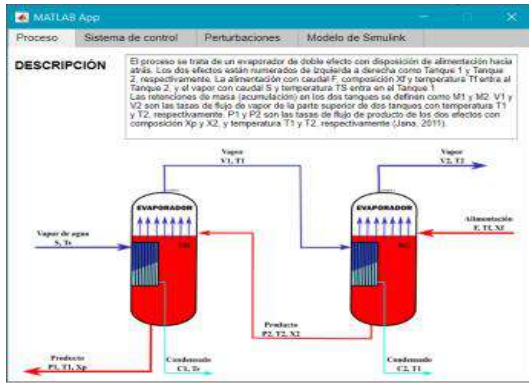 MATLAB App
Proceso Sistema de control Perturbaciones Modelo de Simulink
DESCRIPCIÓN
El proceso se trata de un evaporador de doble efecto con disposición de alimentación hacia
atrás. Los dos efectos están numerados de izquierda a derecha como Tanque 1 y Tanque
2, respectivamente. La alimentación con caudal F, composición Xf y temperatura Tf entra al
Tanque 2, y el vapor con caudal S y temperatura TS entra en el Tanque 1
Las retenciones de masa (acumulación) en los dos tanques se definen como M1 y M2. V1 y
V2 son las tasas de flujo de vapor de la parte superior de dos tanques con temperatura T1
y T2, respectivamente. P1 y P2 son las tasas de flujo de producto de los dos efectos con
composición Xp y X2, y temperatura T1 y T2, respectivamente (Jana, 2011).
Vapor
V1, T1
Vapor
V2, T2
EVAPORADOR
EVAPORADOR
Alimentación
F, Tf, Xf
Vapor de agua
S, Ts
Producto
P2, T2, X2
Producto
P1, T1, Xp
Condensado
C1, Ts
Condensado
C2, T1